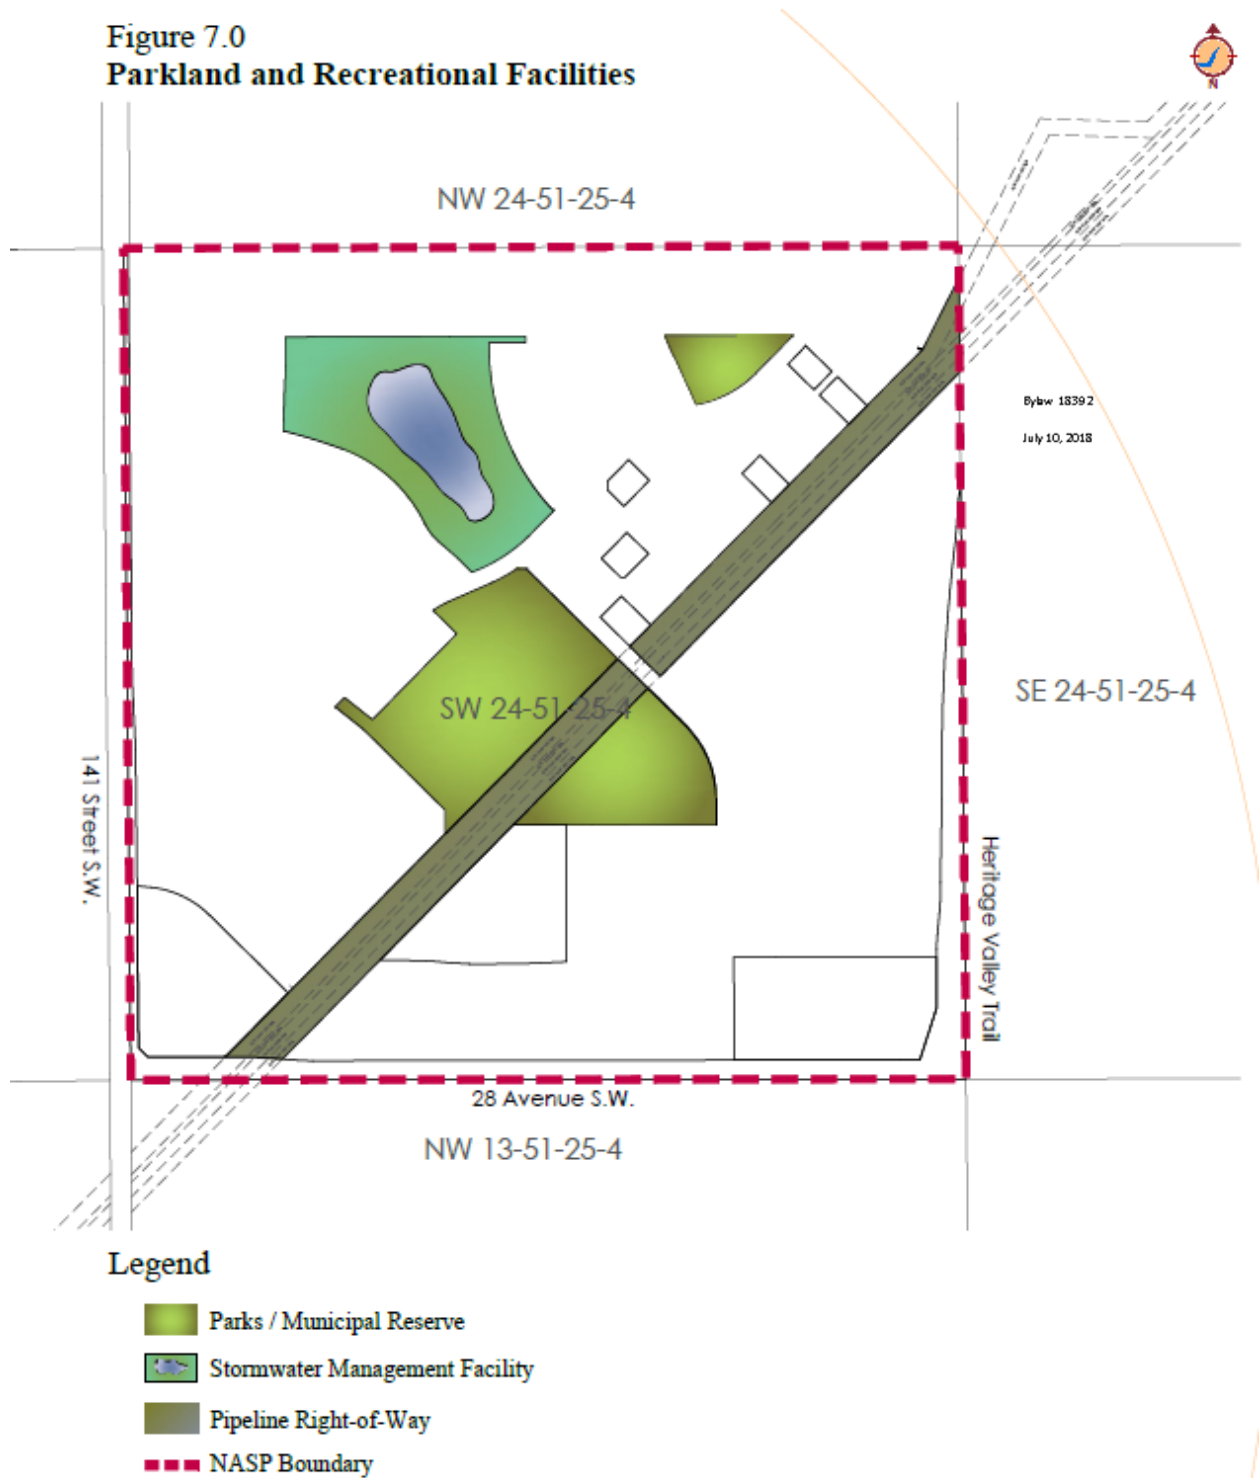 Figure 7.0
Parkland and Recreational Facilities
N
NW 24-51-25-4
Bylaw 18392
July 10, 2018
SW 24-51-25-4
SE 24-51-25-4
141 Street S.W.
Heritage Valley Trail
28 Avenue S.W.
NW 13-51-25-4
Legend
Parks / Municipal Reserve
Stormwater Management Facility
Pipeline Right-of-Way
NASP Boundary